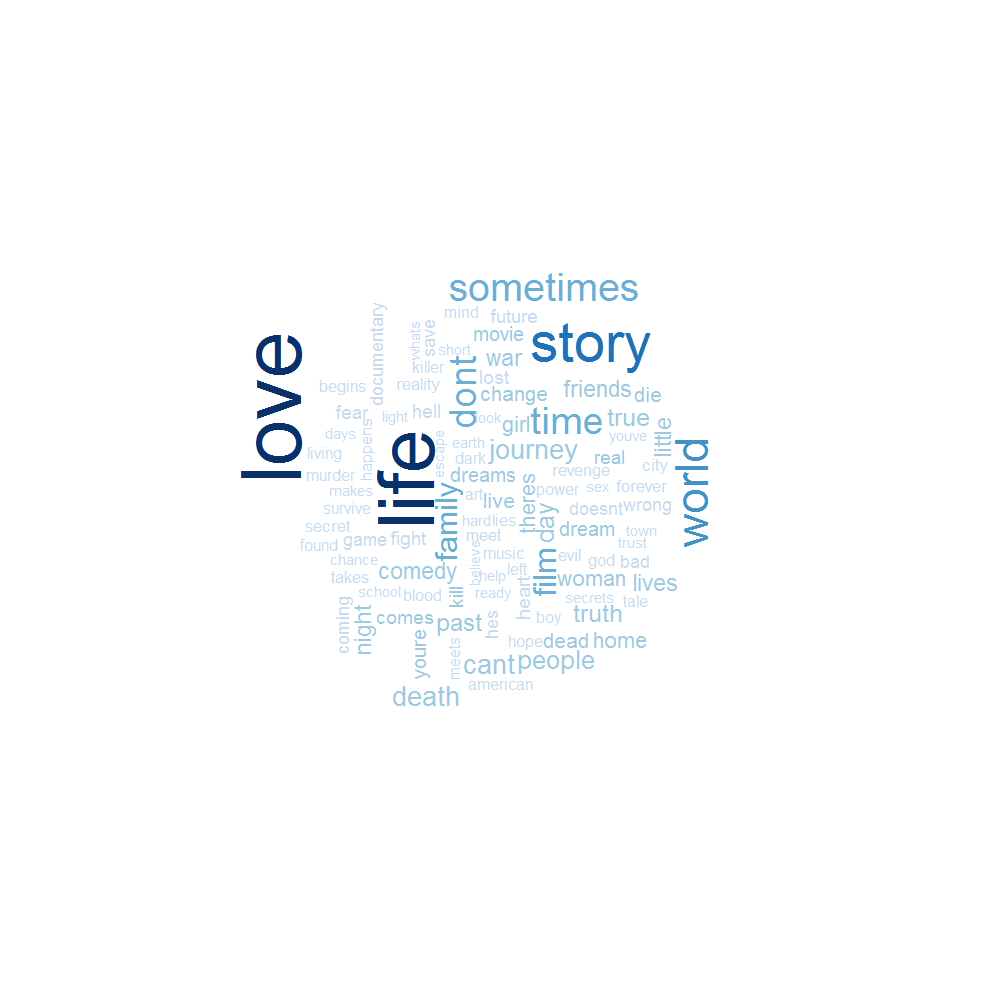 sometimes
mind
future
story
movie
documentary
whats
save
short
killer
war
love
dont
lost
begins
reality
change
friends
die
fear
light
hell
look
girl
time
true
little
days
happens
life
escape
earth
journey
youve
world
living
dark
real
city
murder
dreams
revenge
makes
art
live
theres
power
sex
forever
survive
family
day
doesnt
wrong
secret
hard
lies
dream
town
found
game
fight
meet
trust
chance
believe
music
film
evil
god
bad
takes
comedy
help
left
woman
lives
school
blood
kill
ready
heart
secrets
tale
coming
night
comes
past
hes
boy
truth
youre
meets
hope
dead
home
cant
people
american
death